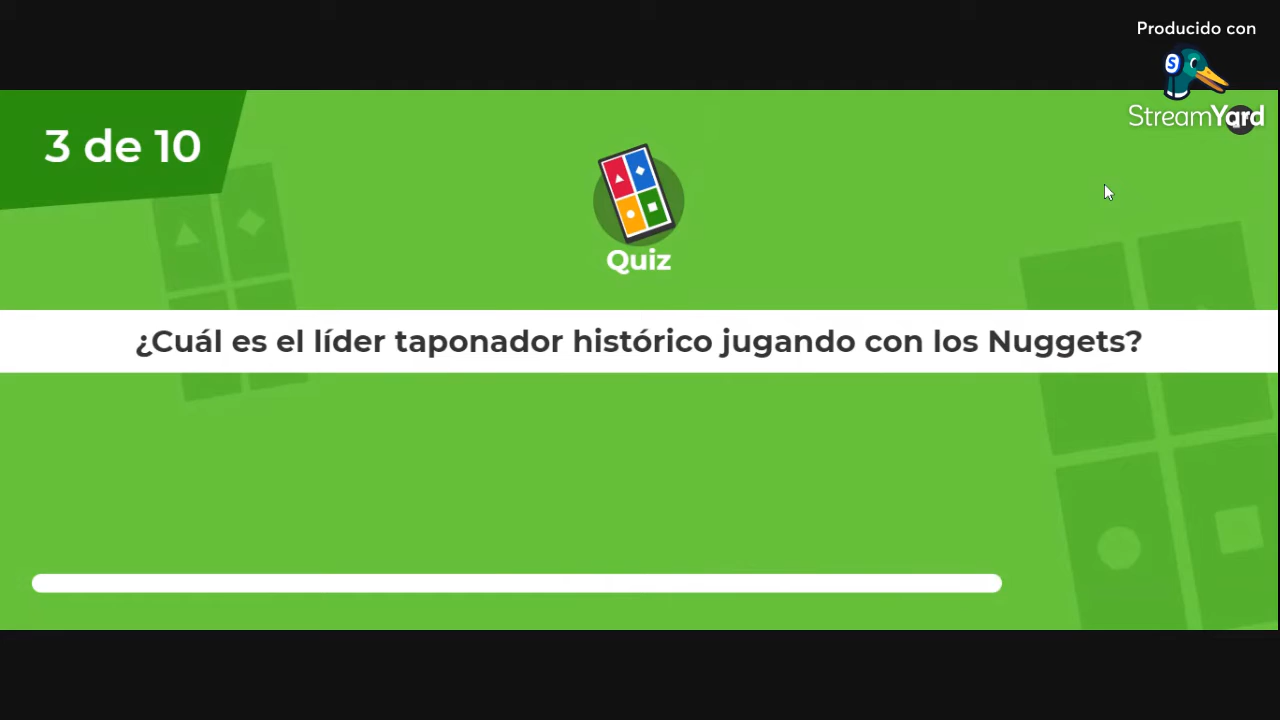 Producido con
StreamYard
3 de 10
Quiz
¿Cuál es el líder taponador histórico jugando con los Nuggets?